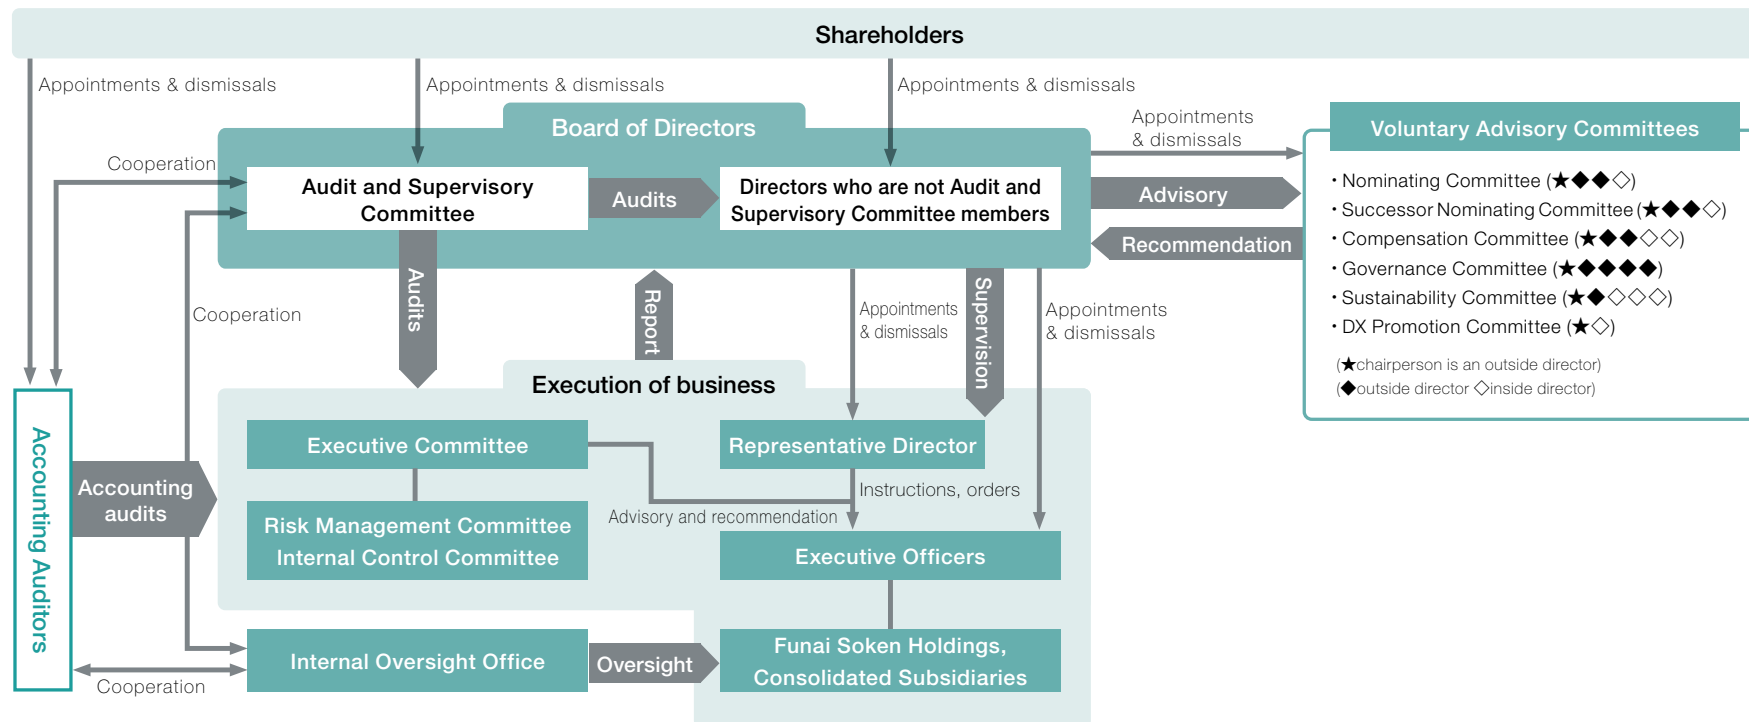 Shareholders
Appointments & dismissals
Appointments & dismissals
Appointments & dismissals
Board of Directors
Appointments
& dismissals
Voluntary Advisory Committees
Cooperation
Audit and Supervisory
Committee
Audits
Directors who are not Audit and
Supervisory Committee members
Advisory
Recommendation
・Nominating Committee (★◆◆◇)
・Successor Nominating Committee (★◆◆◇)
・Compensation Committee (★◆◆◇◇)
・Governance Committee (★◆◆◆◆)
・Sustainability Committee (★◆◇◇◇)
・DX Promotion Committee (★◇)
(★chairperson is an outside director)
(◆outside director ◇inside director)
Cooperation
Audits
Report
Appointments
& dismissals
Supervision
Appointments
& dismissals
Execution of business
Accounting Auditors
Accounting
audits
Executive Committee
Representative Director
Instructions, orders
Advisory and recommendation
Risk Management Committee
Internal Control Committee
Executive Officers
Internal Oversight Office
Oversight
Funai Soken Holdings,
Consolidated Subsidiaries
Cooperation